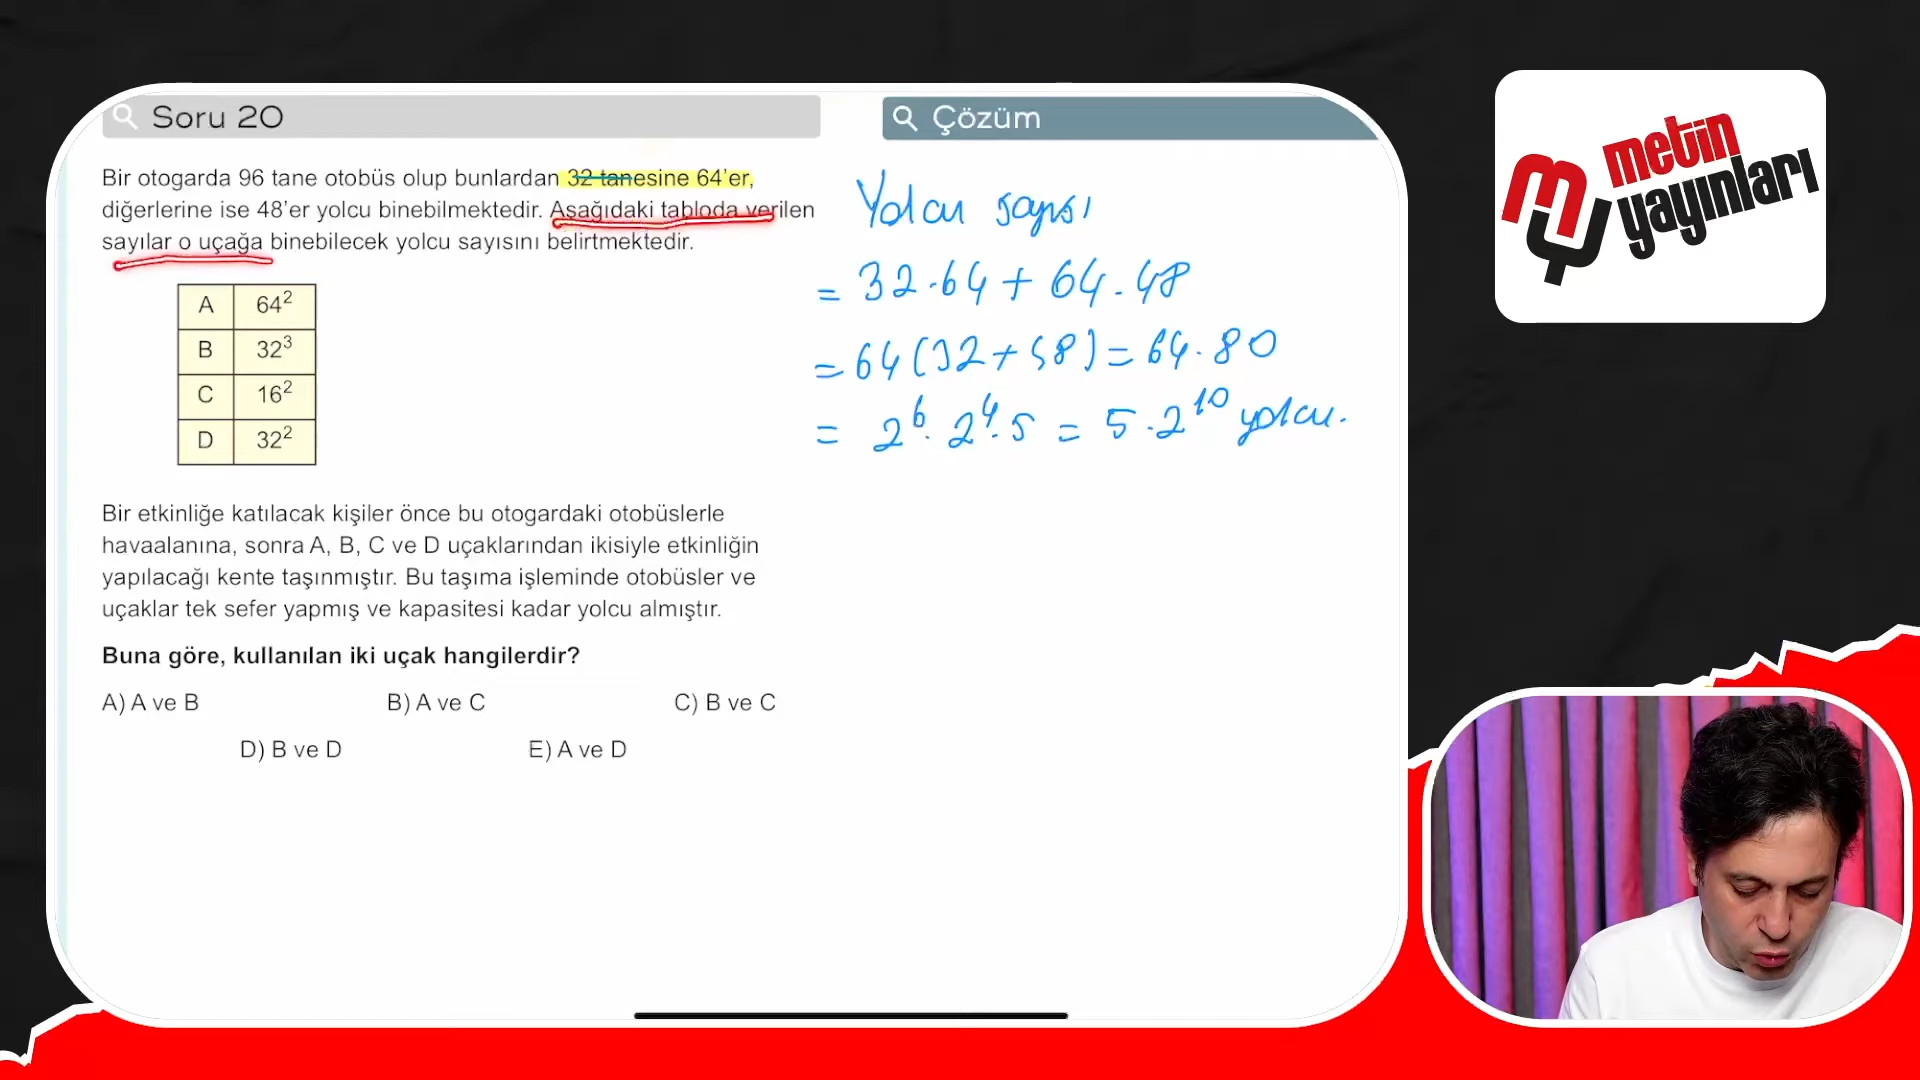 Soru 20
Bir otogarda 96 tane otobüs olup bunlardan 32 tanesine 64'er,
diğerlerine ise 48'er yolcu binebilmektedir. Aşağıdaki tabloda verilen
sayılar o uçağa binebilecek yolcu sayısını belirtmektedir.
A 64²
B 32³
C 16²
D 32²
Bir etkinliğe katılacak kişiler önce bu otogardaki otobüslerle
havaalanına, sonra A, B, C ve D uçaklarından ikisiyle etkinliğin
yapılacağı kente taşınmıştır. Bu taşıma işleminde otobüsler ve
uçaklar tek sefer yapmış ve kapasitesi kadar yolcu almıştır.
Buna göre, kullanılan iki uçak hangilerdir?
A) A ve B B) A ve C C) B ve C
D) B ve D E) A ve D
Çözüm
Yolcu sayısı
= 32.64 + 64.48
= 64(32+48) = 64.80
= 2⁶.2⁴.5 = 5.2¹⁰ yolcu.
metin
yayınları